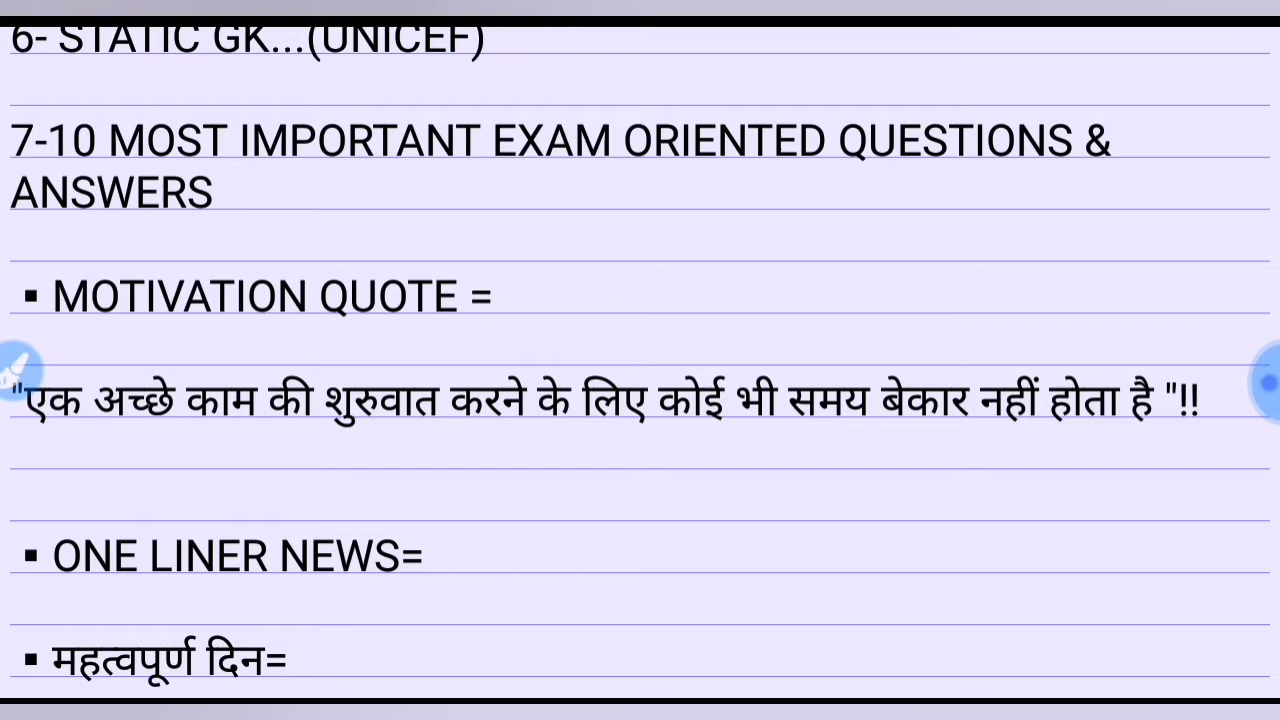 6- STATIC GK...(UNICEF)
7-10 MOST IMPORTANT EXAM ORIENTED QUESTIONS &
ANSWERS
▪ MOTIVATION QUOTE =
"एक अच्छे काम की शुरुवात करने के लिए कोई भी समय बेकार नहीं होता है "!!
▪ ONE LINER NEWS=
▪ महत्वपूर्ण दिन=